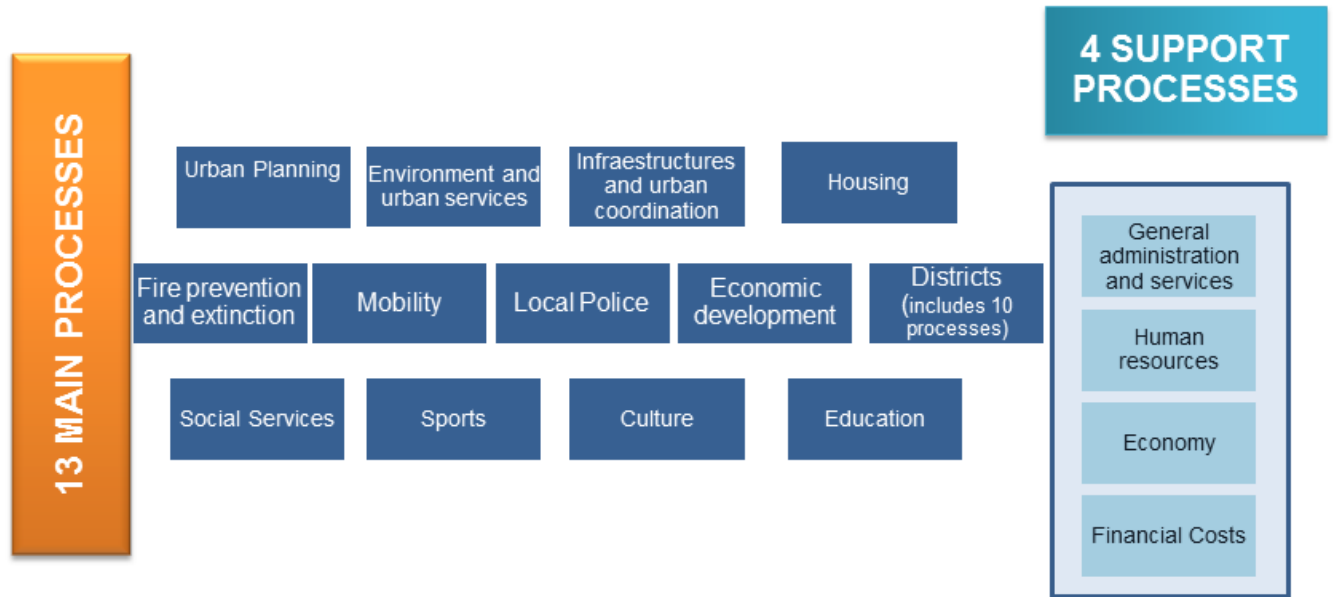 13 MAIN PROCESSES
4 SUPPORT
PROCESSES
Urban Planning
Environment and
urban services
Infraestructures
and urban
coordination
Housing
Fire prevention
and extinction
Mobility
Local Police
Economic
development
Districts
(includes 10
processes)
Social Services
Sports
Culture
Education
General
administration
and services
Human
resources
Economy
Financial Costs